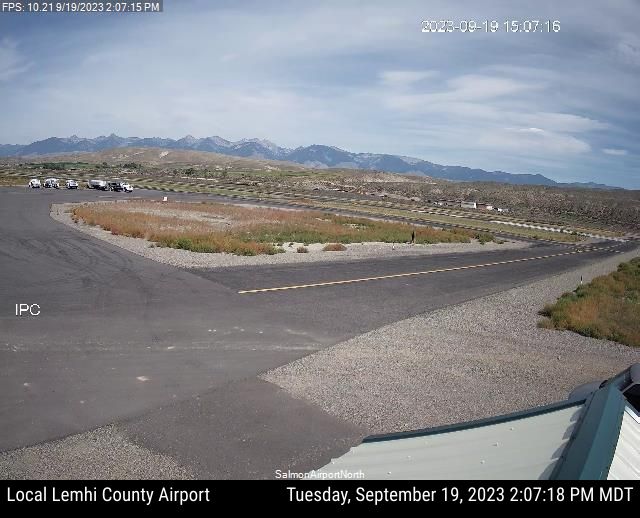 FPS: 10.21 9/19/2023 2:07:15 PM
2023-09-19 15:07:16
IPC
SalmonAirportNorth
Local Lemhi County Airport Tuesday, September 19, 2023 2:07:18 PM MDT